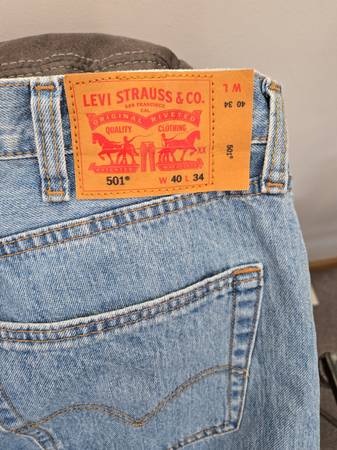 LEVI STRAUSS & CO.
SAN FRANCISCO
CAL.
ORIGINAL RIVETED
QUALITY CLOTHING
XX
501® W 40 L 34
W L
40 34
501®